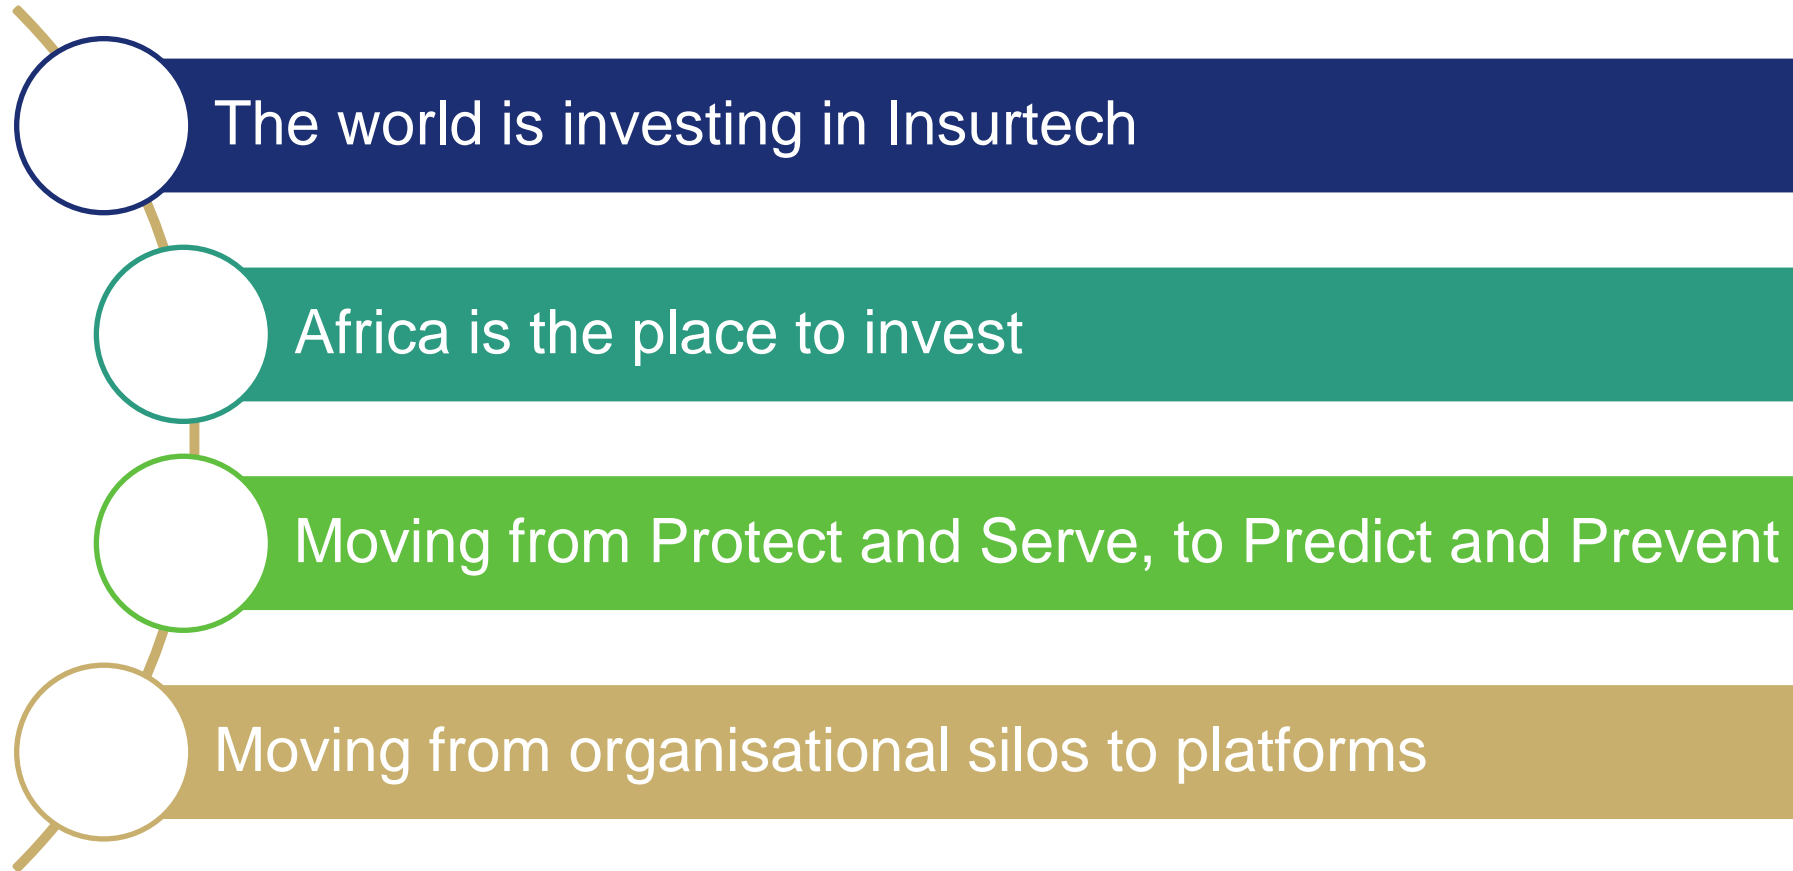 The world is investing in Insurtech
Africa is the place to invest
Moving from Protect and Serve, to Predict and Prevent
Moving from organisational silos to platforms